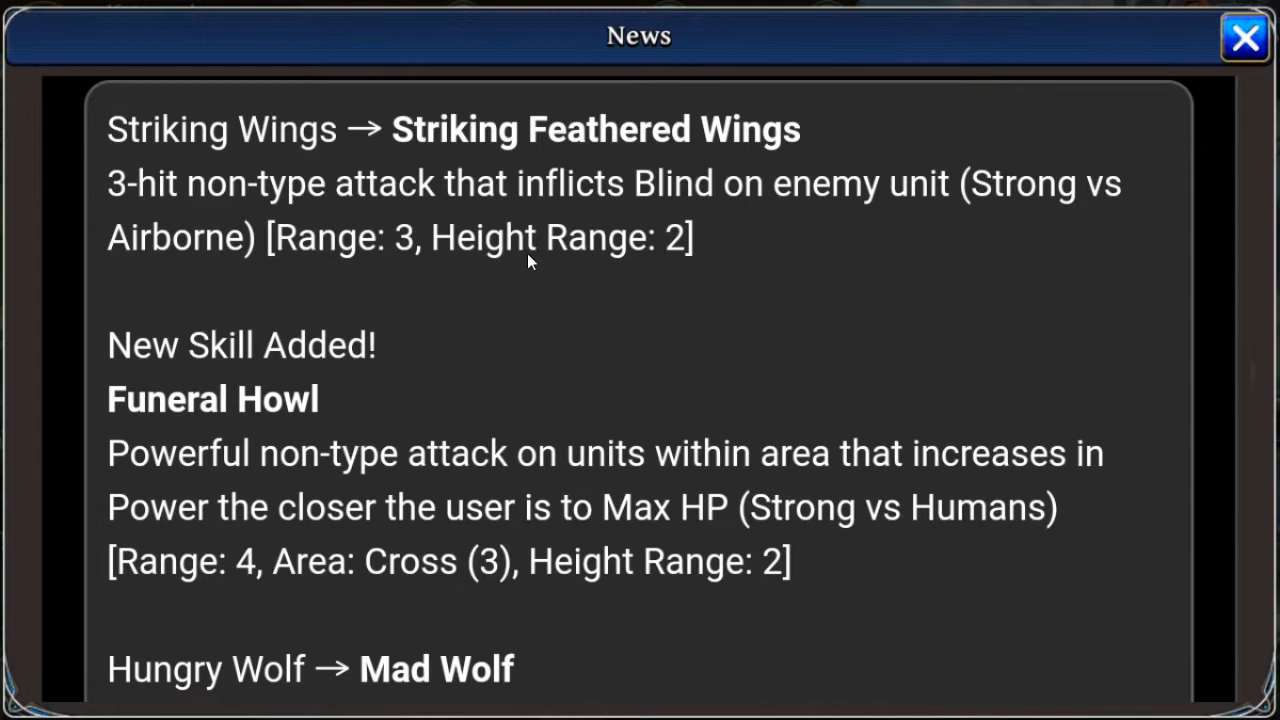 News
Striking Wings → Striking Feathered Wings
3-hit non-type attack that inflicts Blind on enemy unit (Strong vs
Airborne) [Range: 3, Height Range: 2]
New Skill Added!
Funeral Howl
Powerful non-type attack on units within area that increases in
Power the closer the user is to Max HP (Strong vs Humans)
[Range: 4, Area: Cross (3), Height Range: 2]
Hungry Wolf → Mad Wolf